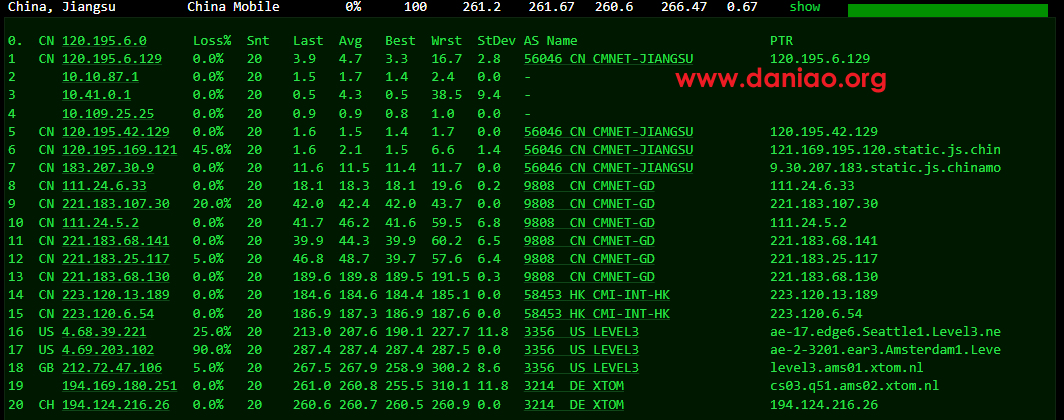 China, Jiangsu China Mobile 0% 100 261.2 261.67 260.6 266.47 0.67 show
0. CN 120.195.6.0 Loss% Snt Last Avg Best Wrst StDev AS Name PTR
1 CN 120.195.6.129 0.0% 20 3.9 4.7 3.3 16.7 2.8 56046 CN CMNET-JIANGSU 120.195.6.129
2 10.10.87.1 0.0% 20 1.5 1.7 1.4 2.4 0.0 -
www.daniao.org
3 10.41.0.1 0.0% 20 0.5 4.3 0.5 38.5 9.4 -
4 10.109.25.25 0.0% 20 0.9 0.9 0.8 1.0 0.0 -
5 CN 120.195.42.129 0.0% 20 1.6 1.5 1.4 1.7 0.0 56046 CN CMNET-JIANGSU 120.195.42.129
6 CN 120.195.169.121 45.0% 20 1.6 2.1 1.5 6.6 1.4 56046 CN CMNET-JIANGSU 121.169.195.120.static.js.chin
7 CN 183.207.30.9 0.0% 20 11.6 11.5 11.4 11.7 0.0 56046 CN CMNET-JIANGSU 9.30.207.183.static.js.chinamo
8 CN 111.24.6.33 0.0% 20 18.1 18.3 18.1 19.6 0.2 9808 CN CMNET-GD 111.24.6.33
9 CN 221.183.107.30 20.0% 20 42.0 42.4 42.0 43.7 0.0 9808 CN CMNET-GD 221.183.107.30
10 CN 111.24.5.2 0.0% 20 41.7 46.2 41.6 59.5 6.8 9808 CN CMNET-GD 111.24.5.2
11 CN 221.183.68.141 0.0% 20 39.9 44.3 39.9 60.2 6.5 9808 CN CMNET-GD 221.183.68.141
12 CN 221.183.25.117 5.0% 20 46.8 48.7 39.7 57.6 6.4 9808 CN CMNET-GD 221.183.25.117
13 CN 221.183.68.130 0.0% 20 189.6 189.8 189.5 191.5 0.3 9808 CN CMNET-GD 221.183.68.130
14 CN 223.120.13.189 0.0% 20 184.6 184.6 184.4 185.1 0.0 58453 HK CMI-INT-HK 223.120.13.189
15 CN 223.120.6.54 0.0% 20 186.9 187.3 186.9 187.6 0.0 58453 HK CMI-INT-HK 223.120.6.54
16 US 4.68.39.221 25.0% 20 213.0 207.6 190.1 227.7 11.8 3356 US LEVEL3 ae-17.edge6.Seattle1.Level3.ne
17 US 4.69.203.102 90.0% 20 287.4 287.4 287.4 287.5 0.0 3356 US LEVEL3 ae-2-3201.ear3.Amsterdam1.Leve
18 GB 212.72.47.106 5.0% 20 267.5 267.9 258.9 300.2 8.6 3356 US LEVEL3 level3.ams01.xtom.nl
19 194.169.180.251 0.0% 20 261.0 260.8 255.5 310.1 11.8 3214 DE XTOM cs03.q51.ams02.xtom.nl
20 CH 194.124.216.26 0.0% 20 260.6 260.7 260.5 260.9 0.0 3214 DE XTOM 194.124.216.26